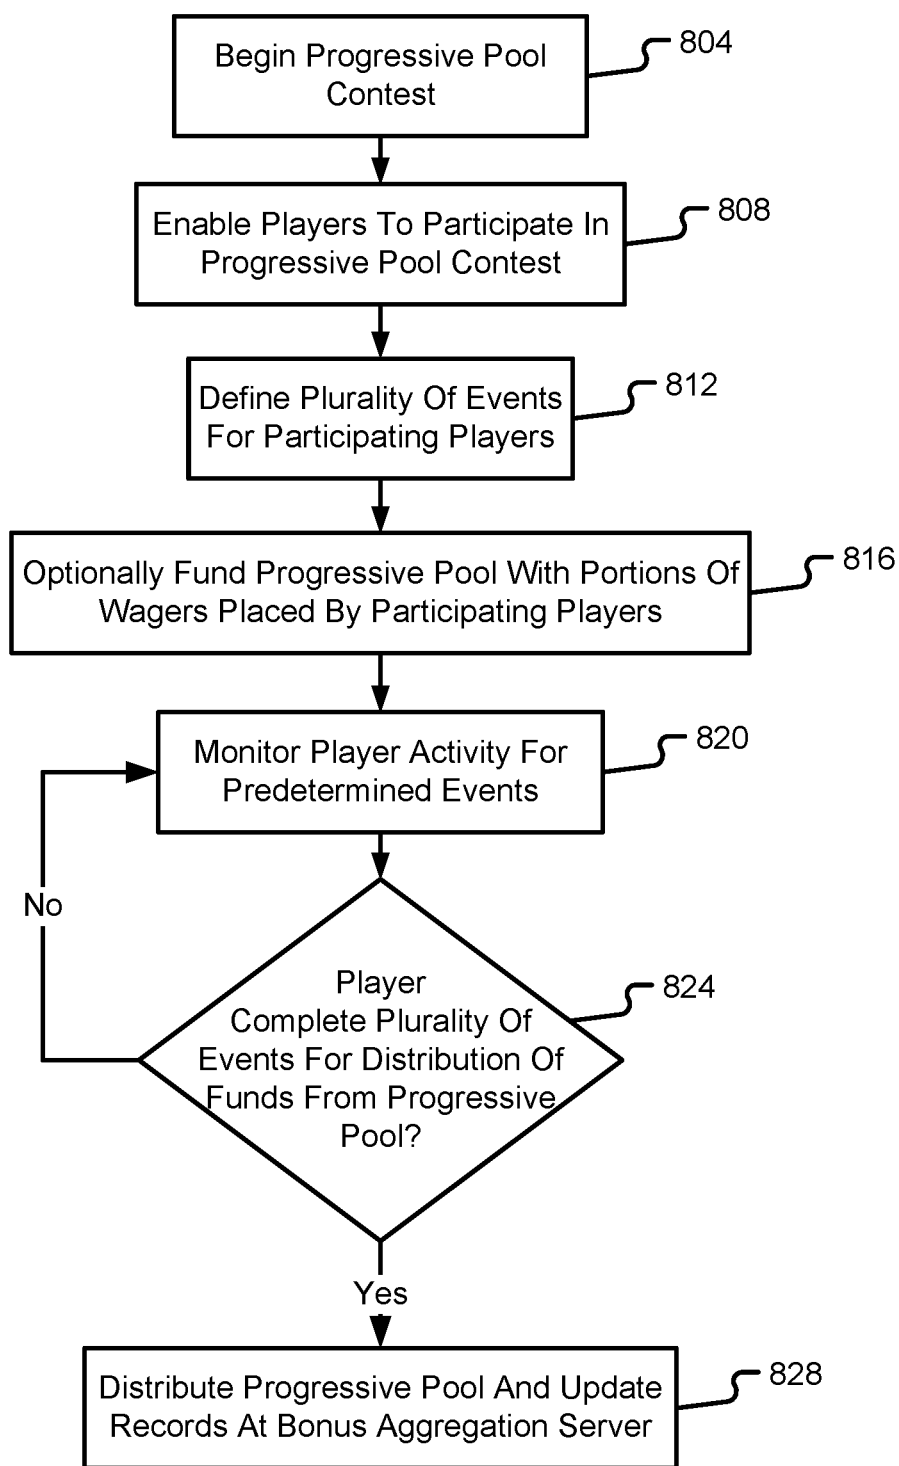 Begin Progressive Pool
Contest
804
Enable Players To Participate In
Progressive Pool Contest
808
Define Plurality Of Events
For Participating Players
812
Optionally Fund Progressive Pool With Portions Of
Wagers Placed By Participating Players
816
Monitor Player Activity For
Predetermined Events
820
No
Player
Complete Plurality Of
Events For Distribution Of
Funds From Progressive
Pool?
824
Yes
Distribute Progressive Pool And Update
Records At Bonus Aggregation Server
828